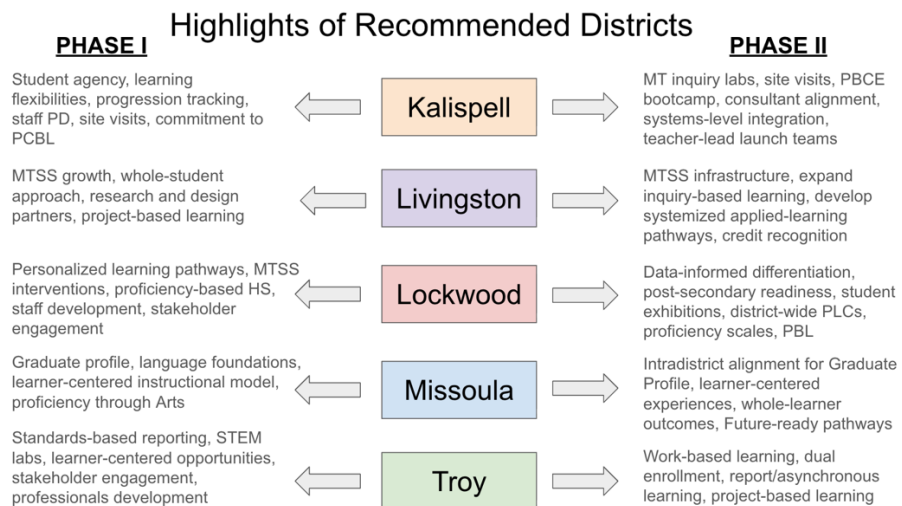 Highlights of Recommended Districts
PHASE I
PHASE II
Student agency, learning
flexibilities, progression tracking,
staff PD, site visits, commitment to
PCBL
Kalispell
MT inquiry labs, site visits, PBCE
bootcamp, consultant alignment,
systems-level integration,
teacher-lead launch teams
MTSS growth, whole-student
approach, research and design
partners, project-based learning
Livingston
MTSS infrastructure, expand
inquiry-based learning, develop
systemized applied-learning
pathways, credit recognition
Personalized learning pathways, MTSS
interventions, proficiency-based HS,
staff development, stakeholder
engagement
Lockwood
Data-informed differentiation,
post-secondary readiness, student
exhibitions, district-wide PLCs,
proficiency scales, PBL
Graduate profile, language foundations,
learner-centered instructional model,
proficiency through Arts
Missoula
Intradistrict alignment for Graduate
Profile, learner-centered
experiences, whole-learner
outcomes, Future-ready pathways
Standards-based reporting, STEM
labs, learner-centered opportunities,
stakeholder engagement,
professionals development
Troy
Work-based learning, dual
enrollment, report/asynchronous
learning, project-based learning